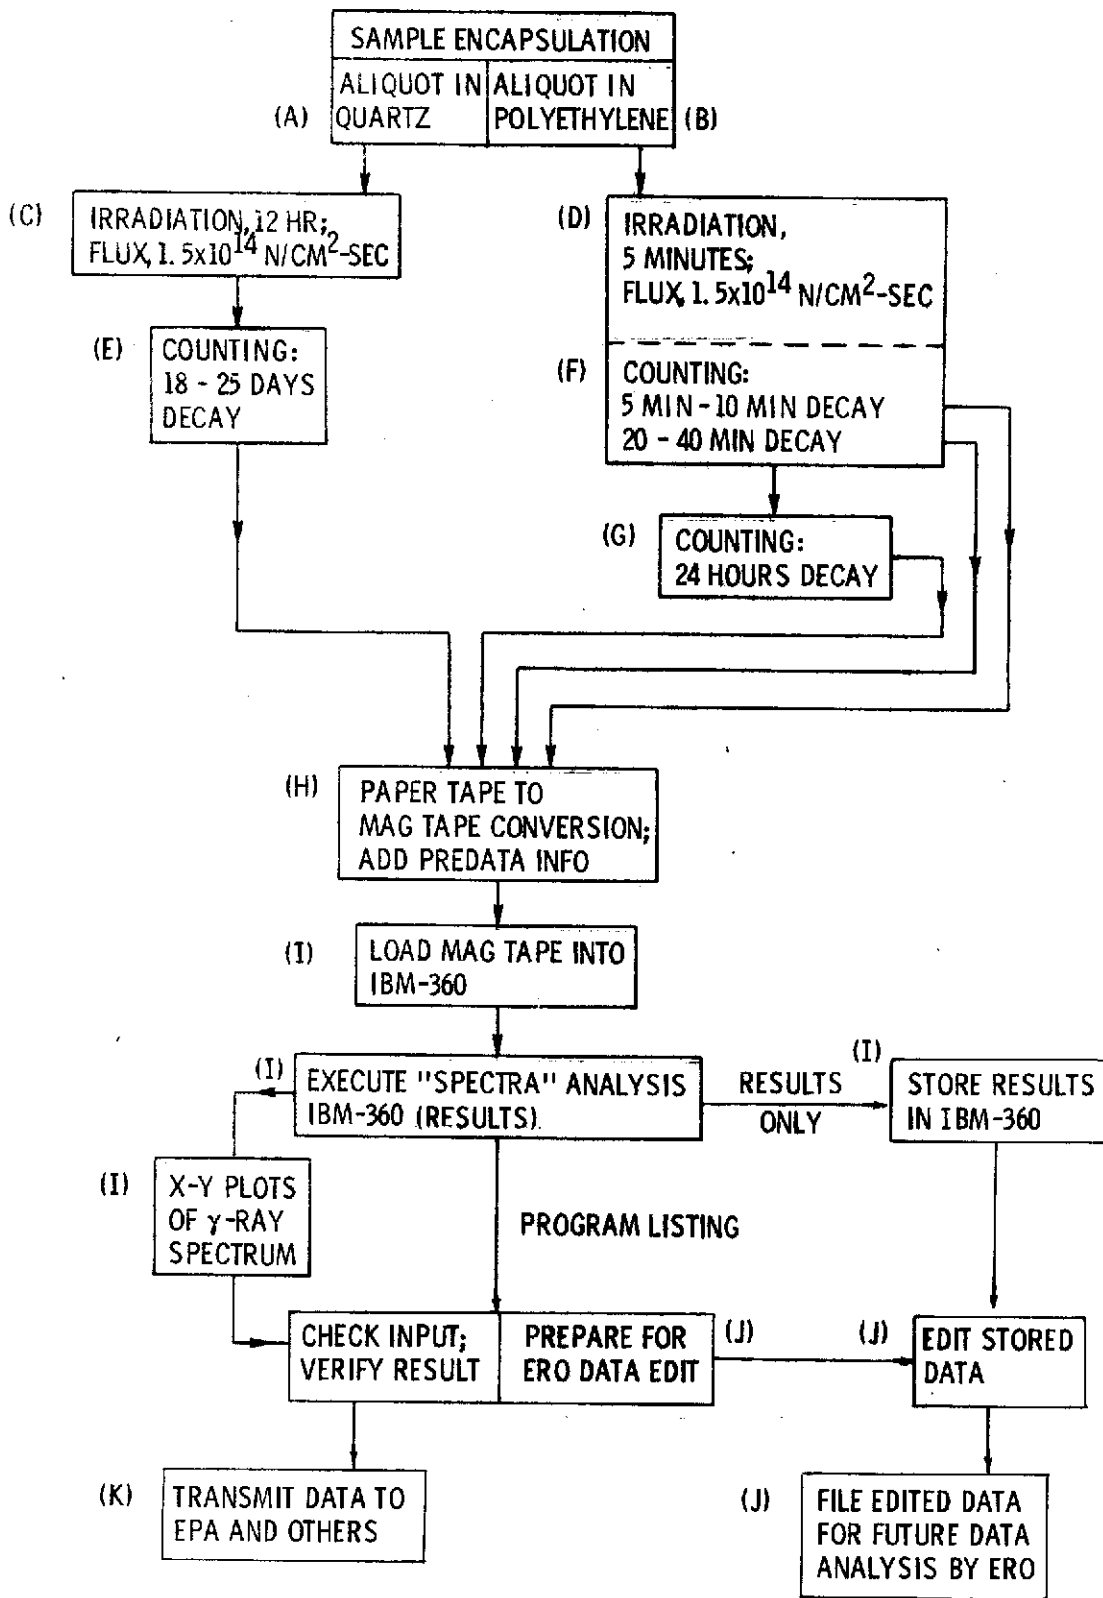 SAMPLE ENCAPSULATION
(A)
ALIQUOT IN
QUARTZ
ALIQUOT IN
POLYETHYLENE
(B)
(C)
IRRADIATION, 12 HR;
FLUX, 1.5x10^14 N/CM^2-SEC
(D)
IRRADIATION,
5 MINUTES;
FLUX, 1.5x10^14 N/CM^2-SEC
(E)
COUNTING:
18 - 25 DAYS
DECAY
(F)
COUNTING:
5 MIN - 10 MIN DECAY
20 - 40 MIN DECAY
(G)
COUNTING:
24 HOURS DECAY
(H)
PAPER TAPE TO
MAG TAPE CONVERSION;
ADD PREDATA INFO
(I)
LOAD MAG TAPE INTO
IBM-360
(I)
EXECUTE "SPECTRA" ANALYSIS
IBM-360 (RESULTS).
RESULTS
ONLY
(I)
STORE RESULTS
IN IBM-360
(I)
X-Y PLOTS
OF γ-RAY
SPECTRUM
PROGRAM LISTING
CHECK INPUT;
VERIFY RESULT
PREPARE FOR
ERO DATA EDIT
(J)
(J)
EDIT STORED
DATA
(K)
TRANSMIT DATA TO
EPA AND OTHERS
(J)
FILE EDITED DATA
FOR FUTURE DATA
ANALYSIS BY ERO